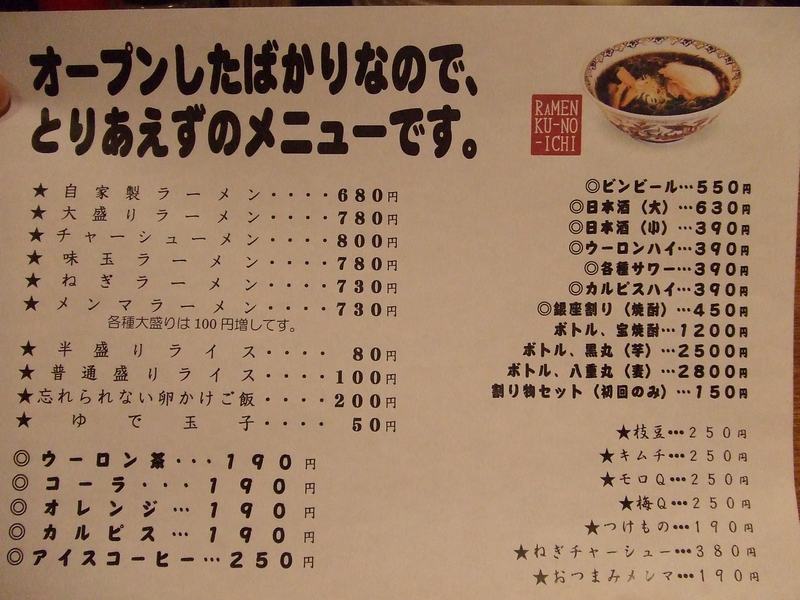 オープンしたばかりなので、
とりあえずのメニューです。
RAMEN
KU-NO
-ICHI
★自家製ラーメン・・・・680円
★大盛りラーメン・・・・780円
★チャーシューメン・・・・800円
★味玉ラーメン・・・・780円
★ねぎラーメン・・・・730円
★メンマラーメン・・・・730円
各種大盛りは100円増してす。
★半盛りライス・・・・80円
★普通盛りライス・・・・100円
★忘れられない卵かけご飯・・・・200円
★ゆで玉子・・・・50円
◎ウーロン茶・・・190円
◎コーラ・・・190円
◎オレンジ…190円
◎カルピス…190円
◎アイスコーヒー…250円
◎ビンビール…550円
◎日本酒（大）…630円
◎日本酒（小）…390円
◎ウーロンハイ…390円
◎各種サワー…390円
◎カルピスハイ…390円
◎銀座割り（焼酎）…450円
ボトル、宝焼酎…1200円
ボトル、黒丸（芋）…2500円
ボトル、八重丸（麦）…2800円
割り物セット（初回のみ）…150円
★枝豆…250円
★キムチ…250円
★モロQ…250円
★梅Q…250円
★つけもの…190円
★ねぎチャーシュー…380円
★おつまみメンマ…190円